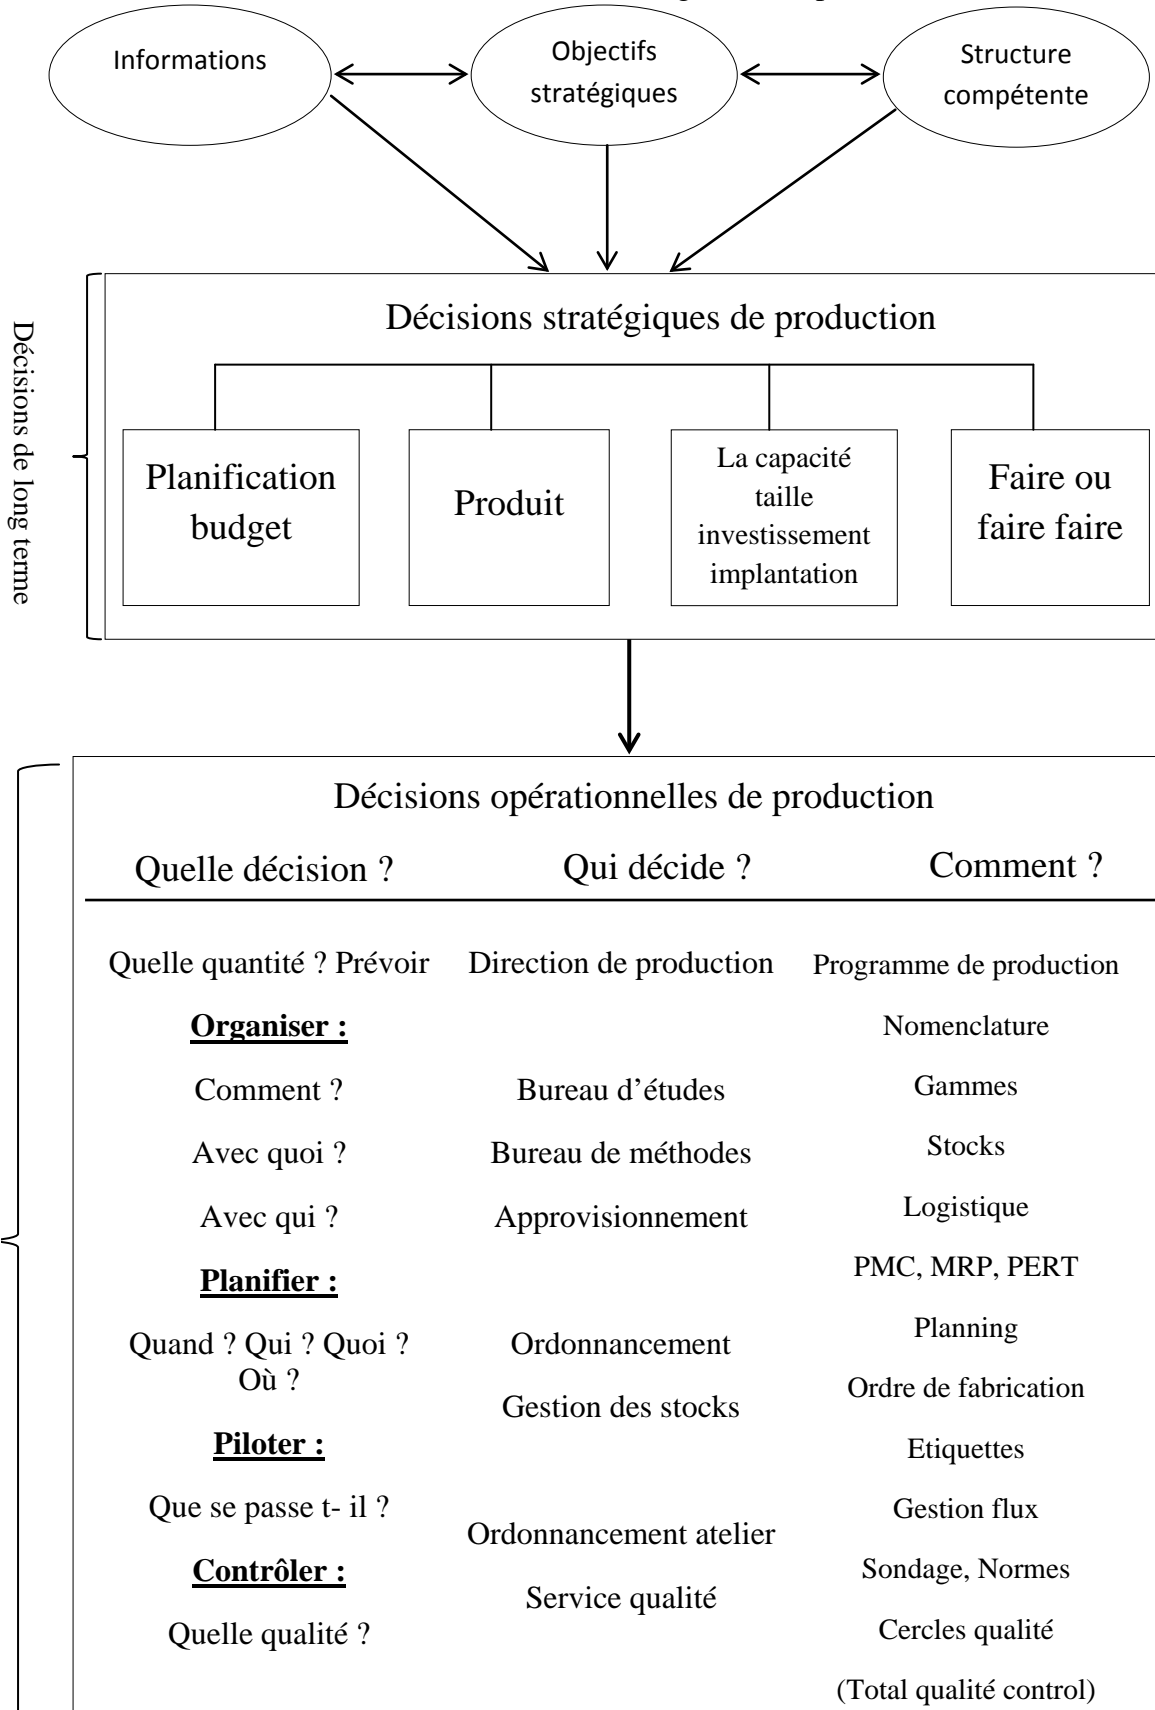 Informations
Objectifs
stratégiques
Structure
compétente
Décisions de long terme
Décisions stratégiques de production
Planification
budget
Produit
La capacité
taille
investissement
implantation
Faire ou
faire faire
Décisions opérationnelles de production
Quelle décision ?
Qui décide ?
Comment ?
Quelle quantité ? Prévoir
Organiser :
Comment ?
Avec quoi ?
Avec qui ?
Planifier :
Quand ? Qui ? Quoi ?
Où ?
Piloter :
Que se passe t- il ?
Contrôler :
Quelle qualité ?
Direction de production
Bureau d’études
Bureau de méthodes
Approvisionnement
Ordonnancement
Gestion des stocks
Ordonnancement atelier
Service qualité
Programme de production
Nomenclature
Gammes
Stocks
Logistique
PMC, MRP, PERT
Planning
Ordre de fabrication
Etiquettes
Gestion flux
Sondage, Normes
Cercles qualité
(Total qualité control)